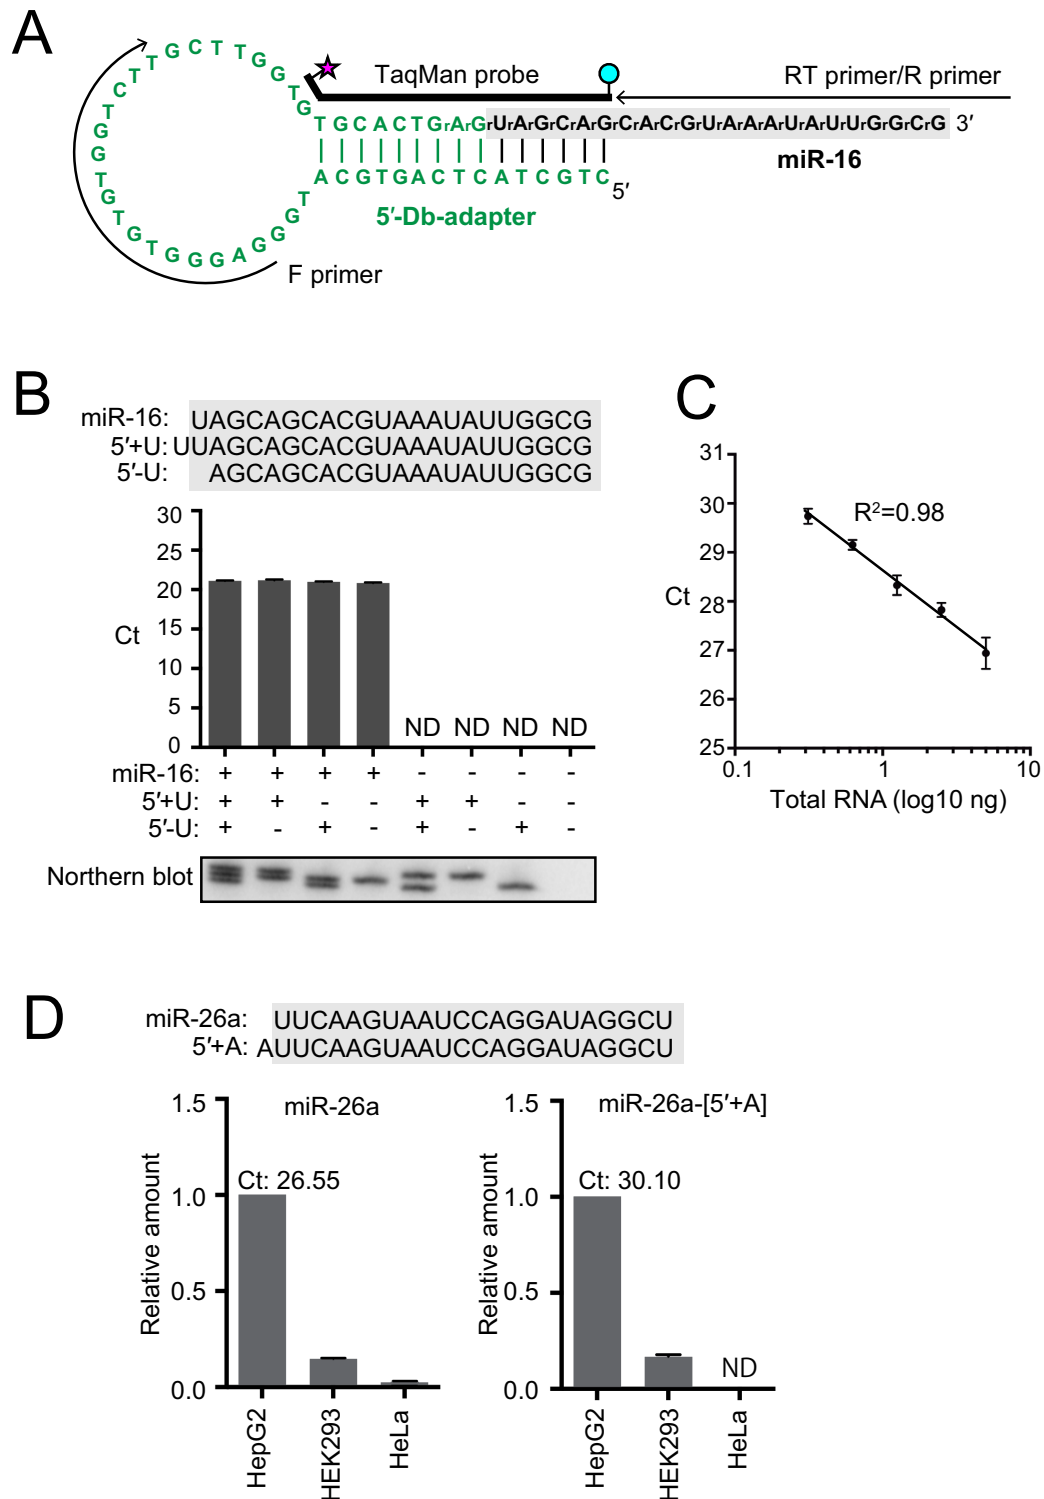 A
T G C T T G G T G
TaqMan probe
RT primer/R primer
TGCACTGrArGrUrArGrCrArGrCrArCrGrUrArArArUrArUrUrGrGrCrG 3′
miR-16
ACGTGACTCATCGTC 5′
5′-Db-adapter
T C T G G T G T G T G G G A G G G T
F primer
B
miR-16: UAGCAGCACGUAAAUAUUGGCG
5′+U: UUAGCAGCACGUAAAUAUUGGCG
5′-U: AGCAGCACGUAAAUAUUGGCG
30
25
20
15
10
5
0
Ct
ND ND ND ND
miR-16: + + + + - - - -
5′+U: + + - - + + - -
5′-U: + - + - + - + -
Northern blot
C
31
30
29
28
27
26
25
Ct
R²=0.98
0.1 1 10
Total RNA (log10 ng)
D
miR-26a: UUCAAGUAAUCCAGGAUAGGCU
5′+A: AUUCAAGUAAUCCAGGAUAGGCU
miR-26a
Relative amount
1.5
1.0
0.5
0.0
Ct: 26.55
HepG2
HEK293
HeLa
miR-26a-[5′+A]
Relative amount
1.5
1.0
0.5
0.0
Ct: 30.10
ND
HepG2
HEK293
HeLa